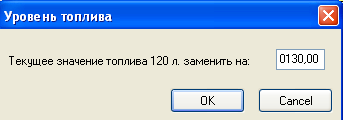 Уровень топлива
Текущее значение топлива 120 л. заменить на: 0130,00
OK Cancel